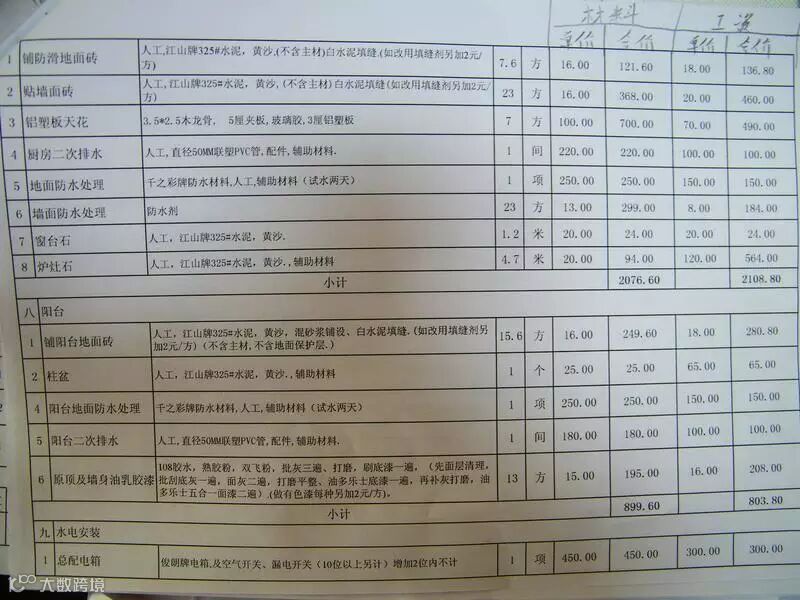 材料 工资
单价 合价 单价 合价
1 铺防滑地面砖 人工,江山牌325#水泥，黄沙,(不含主材)白水泥填缝.(如改用填缝剂另加2元/方) 7.6 方 16.00 121.60 18.00 136.80
2 贴墙面砖 人工,江山牌325#水泥，黄沙,(不含主材)白水泥填缝.(如改用填缝剂另加2元/方) 23 方 16.00 368.00 20.00 460.00
3 铝塑板天花 3.5*2.5木龙骨. 5厘夹板,玻璃胶,3厘铝塑板 7 方 100.00 700.00 70.00 490.00
4 厨房二次排水 人工,直径50MM联塑PVC管,配件,辅助材料. 1 间 220.00 220.00 100.00 100.00
5 地面防水处理 千之彩牌防水材料,人工,辅助材料（试水两天） 1 项 250.00 250.00 150.00 150.00
6 墙面防水处理 防水剂 23 方 13.00 299.00 8.00 184.00
7 窗台石 人工，江山牌325#水泥，黄沙. 1.2 米 20.00 24.00 20.00 24.00
8 炉灶石 人工，江山牌325#水泥，黄沙.,辅助材料 4.7 米 20.00 94.00 120.00 564.00
小计 2076.60 2108.80
八 阳台
1 铺阳台地面砖 人工，江山牌325#水泥，黄沙，混砂浆铺设、白水泥填缝.(如改用填缝剂另加2元/方)（不含主材,不含地面保护层.） 15.6 方 16.00 249.60 18.00 280.80
2 柱盆 人工，江山牌325#水泥，黄沙.,辅助材料 1 个 25.00 25.00 65.00 65.00
4 阳台地面防水处理 千之彩牌防水材料,人工,辅助材料（试水两天） 1 项 250.00 250.00 150.00 150.00
5 阳台二次排水 人工,直径50MM联塑PVC管,配件,辅助材料. 1 间 180.00 180.00 100.00 100.00
6 原顶及墙身油乳胶漆 108胶水，熟胶粉，双飞粉，批灰三遍、打磨，刷底漆一遍，（先面层清理，批刮底灰一遍，面灰二遍，打磨平整、油多乐士底漆一遍，再补灰打磨，油多乐士五合一面漆二遍）.(做有色漆每种另加2元/方)。 13 方 15.00 195.00 16.00 208.00
小计 899.60 803.80
九 水电安装
1 总配电箱 俊朗牌电箱,及空气开关、漏电开关（10位以上另计）增加2位内不计 1 项 450.00 450.00 300.00 300.00
大数跨境